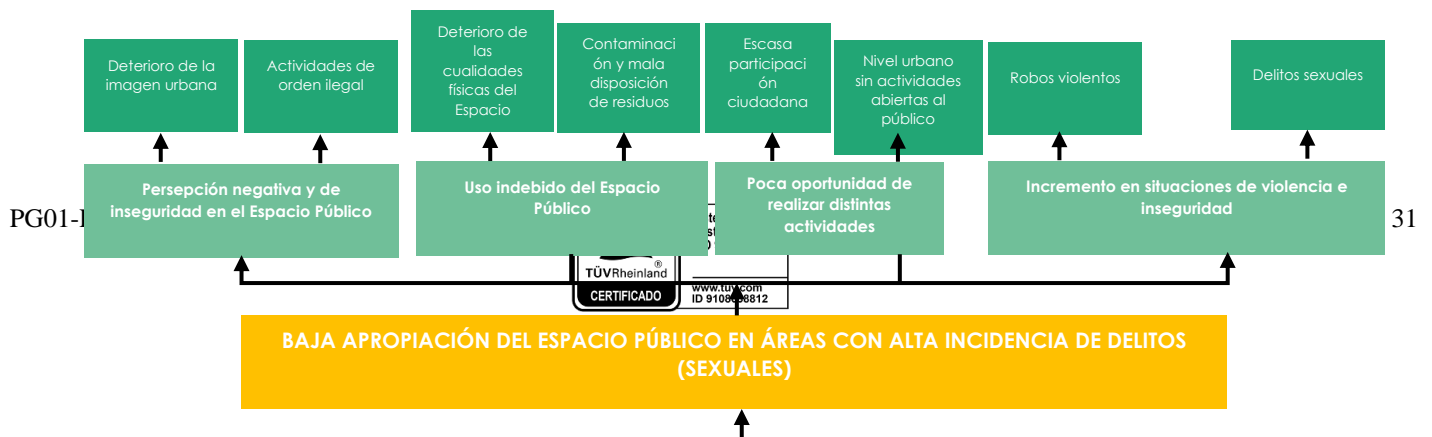 Deterioro de la
imagen urbana
Actividades de
orden ilegal
Deterioro de
las
cualidades
físicas del
Espacio
Contaminaci
ón y mala
disposición
de residuos
Escasa
participaci
ón
ciudadana
Nivel urbano
sin actividades
abiertas al
público
Robos violentos
Delitos sexuales
Persepción negativa y de
inseguridad en el Espacio Público
Uso indebido del Espacio
Público
Poca oportunidad de
realizar distintas
actividades
Incremento en situaciones de violencia e
inseguridad
31
TÜVRheinland
®
CERTIFICADO
www.tuv.com
BAJA APROPIACIÓN DEL ESPACIO PÚBLICO EN ÁREAS CON ALTA INCIDENCIA DE DELITOS
(SEXUALES)